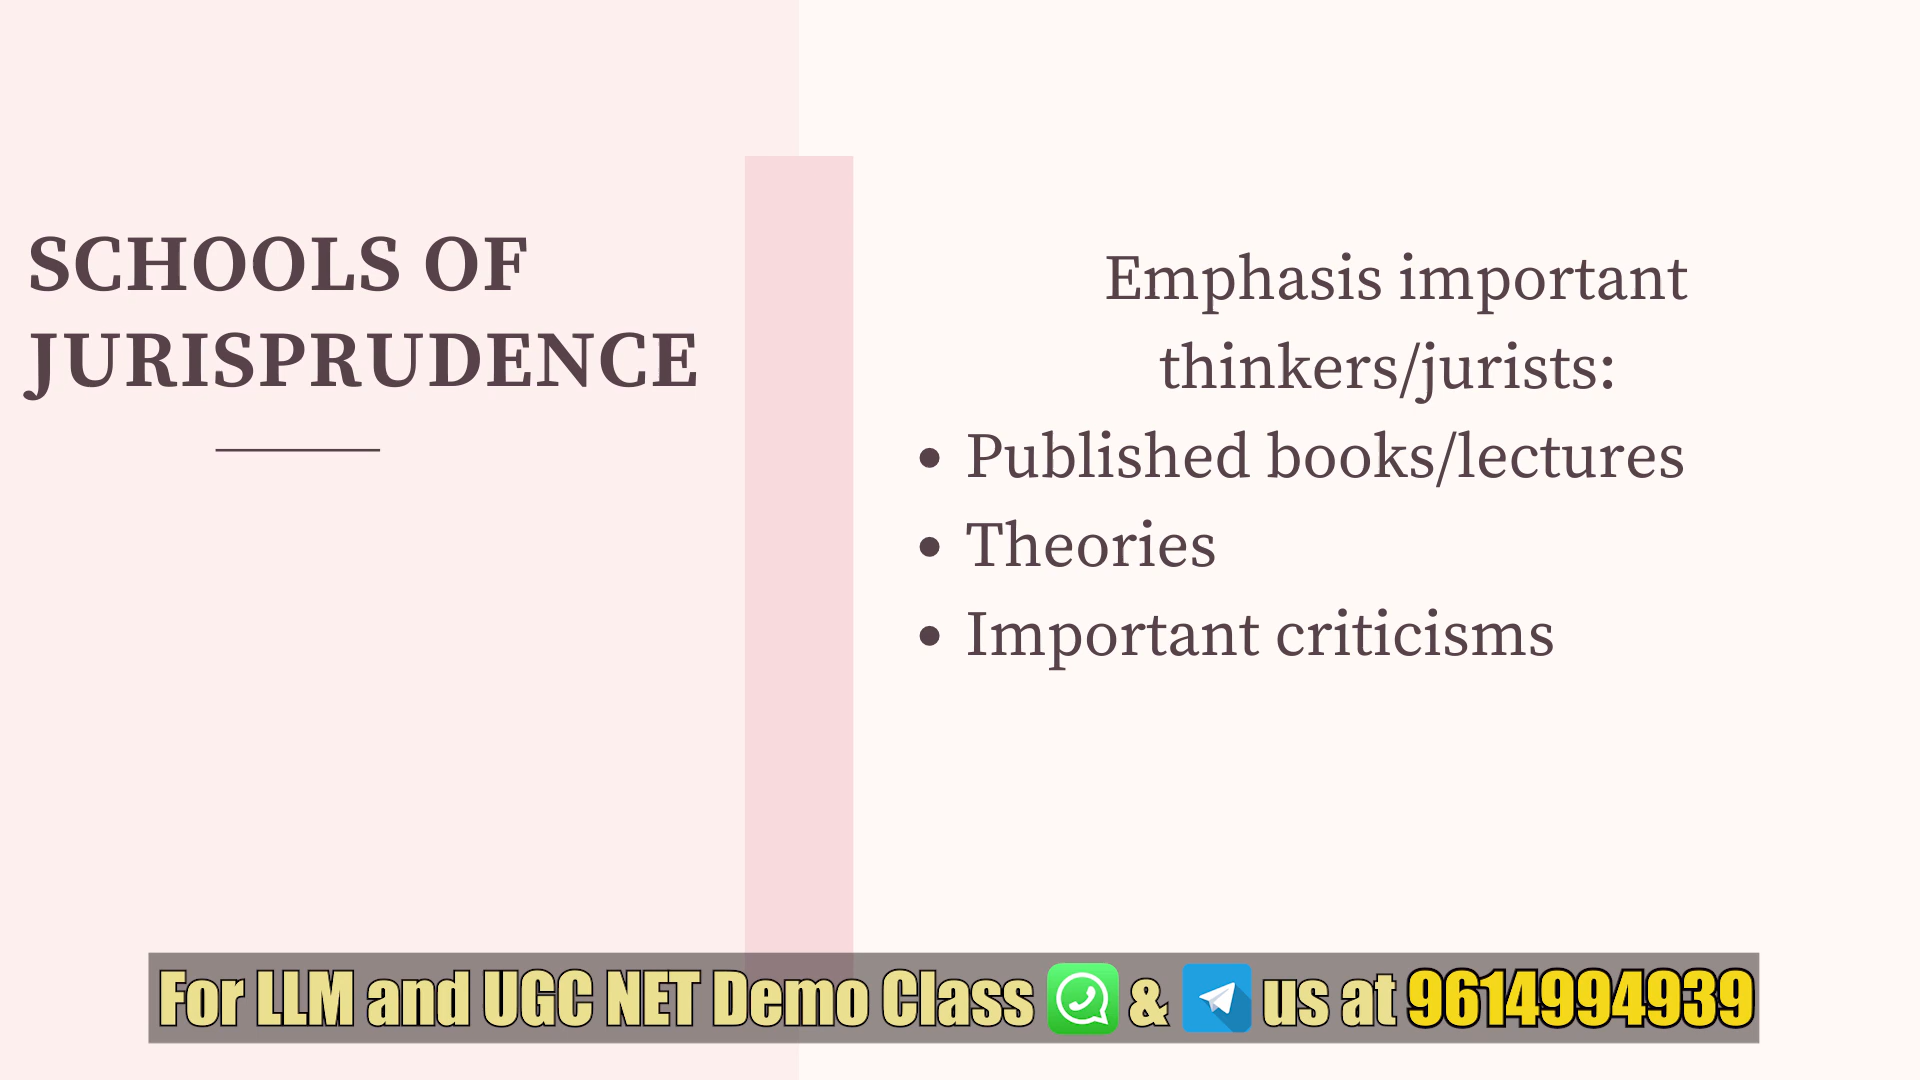 SCHOOLS OF
JURISPRUDENCE
Emphasis important
thinkers/jurists:
• Published books/lectures
• Theories
• Important criticisms
For LLM and UGC NET Demo Class & us at 9614994939